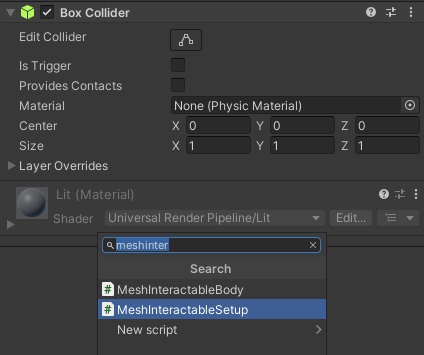 Box Collider
Edit Collider
Is Trigger
Provides Contacts
Material None (Physic Material)
Center X 0 Y 0 Z 0
Size X 1 Y 1 Z 1
Layer Overrides
Lit (Material)
Shader Universal Render Pipeline/Lit Edit...
meshinter
Search
MeshInteractableBody
MeshInteractableSetup
New script